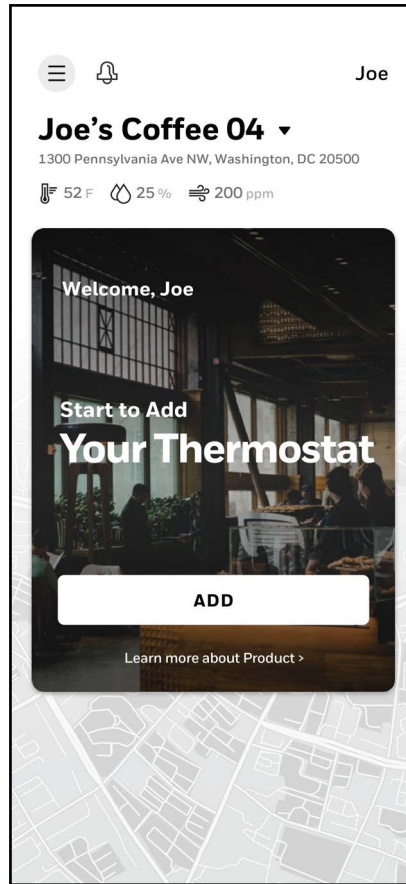 Joe
Joe’s Coffee 04
1300 Pennsylvania Ave NW, Washington, DC 20500
52 F 25 % 200 ppm
Welcome, Joe
Start to Add
Your Thermostat
ADD
Learn more about Product >